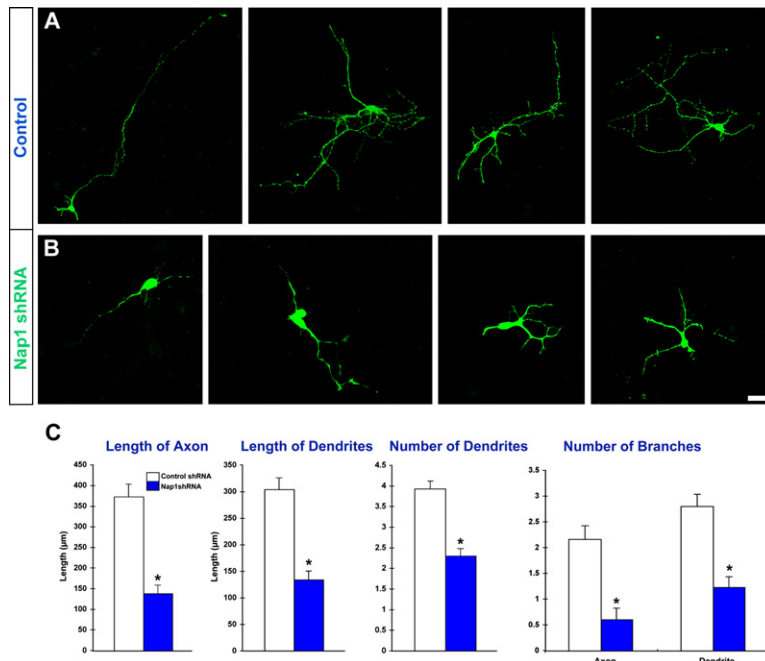 A
Control
B
Nap1 shRNA
C
Length of Axon
Length of Dendrites
Number of Dendrites
Number of Branches
Control shRNA
Nap1shRNA
Length (µm)
450
400
350
300
250
200
150
100
50
0
*
Length (µm)
350
300
250
200
150
100
50
0
*
4.5
4
3.5
3
2.5
2
1.5
1
0.5
0
*
3.5
3
2.5
2
1.5
1
0.5
0
*
*
Axon
Dendrite